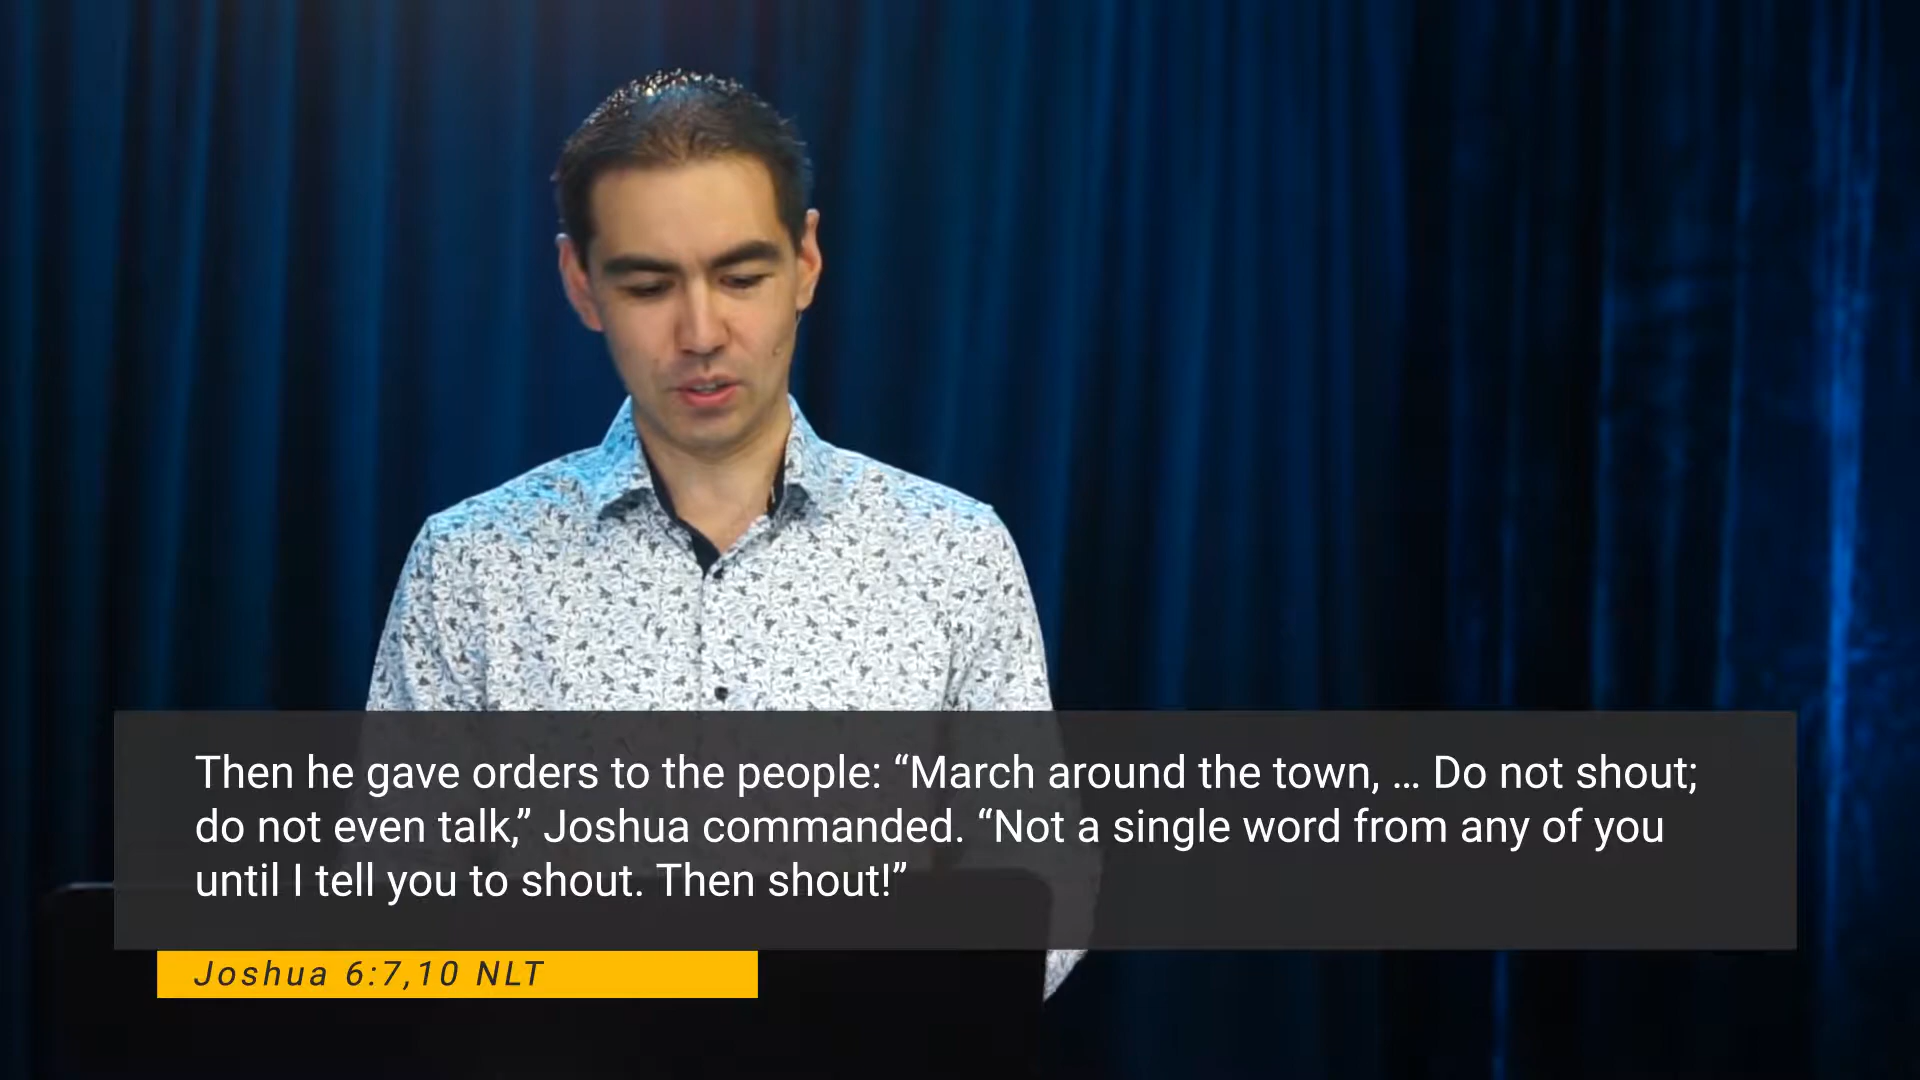 Then he gave orders to the people: “March around the town, ... Do not shout;
do not even talk,” Joshua commanded. “Not a single word from any of you
until I tell you to shout. Then shout!”
Joshua 6:7,10 NLT